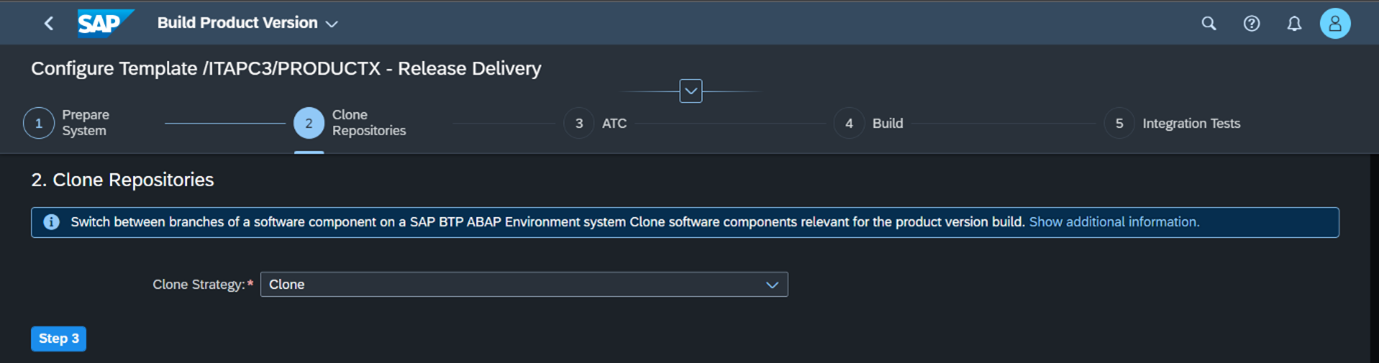 SAP Build Product Version
Configure Template /ITAPC3/PRODUCTX - Release Delivery
1 Prepare System
2 Clone Repositories
3 ATC
4 Build
5 Integration Tests
2. Clone Repositories
Switch between branches of a software component on a SAP BTP ABAP Environment system Clone software components relevant for the product version build. Show additional information.
Clone Strategy:* Clone
Step 3